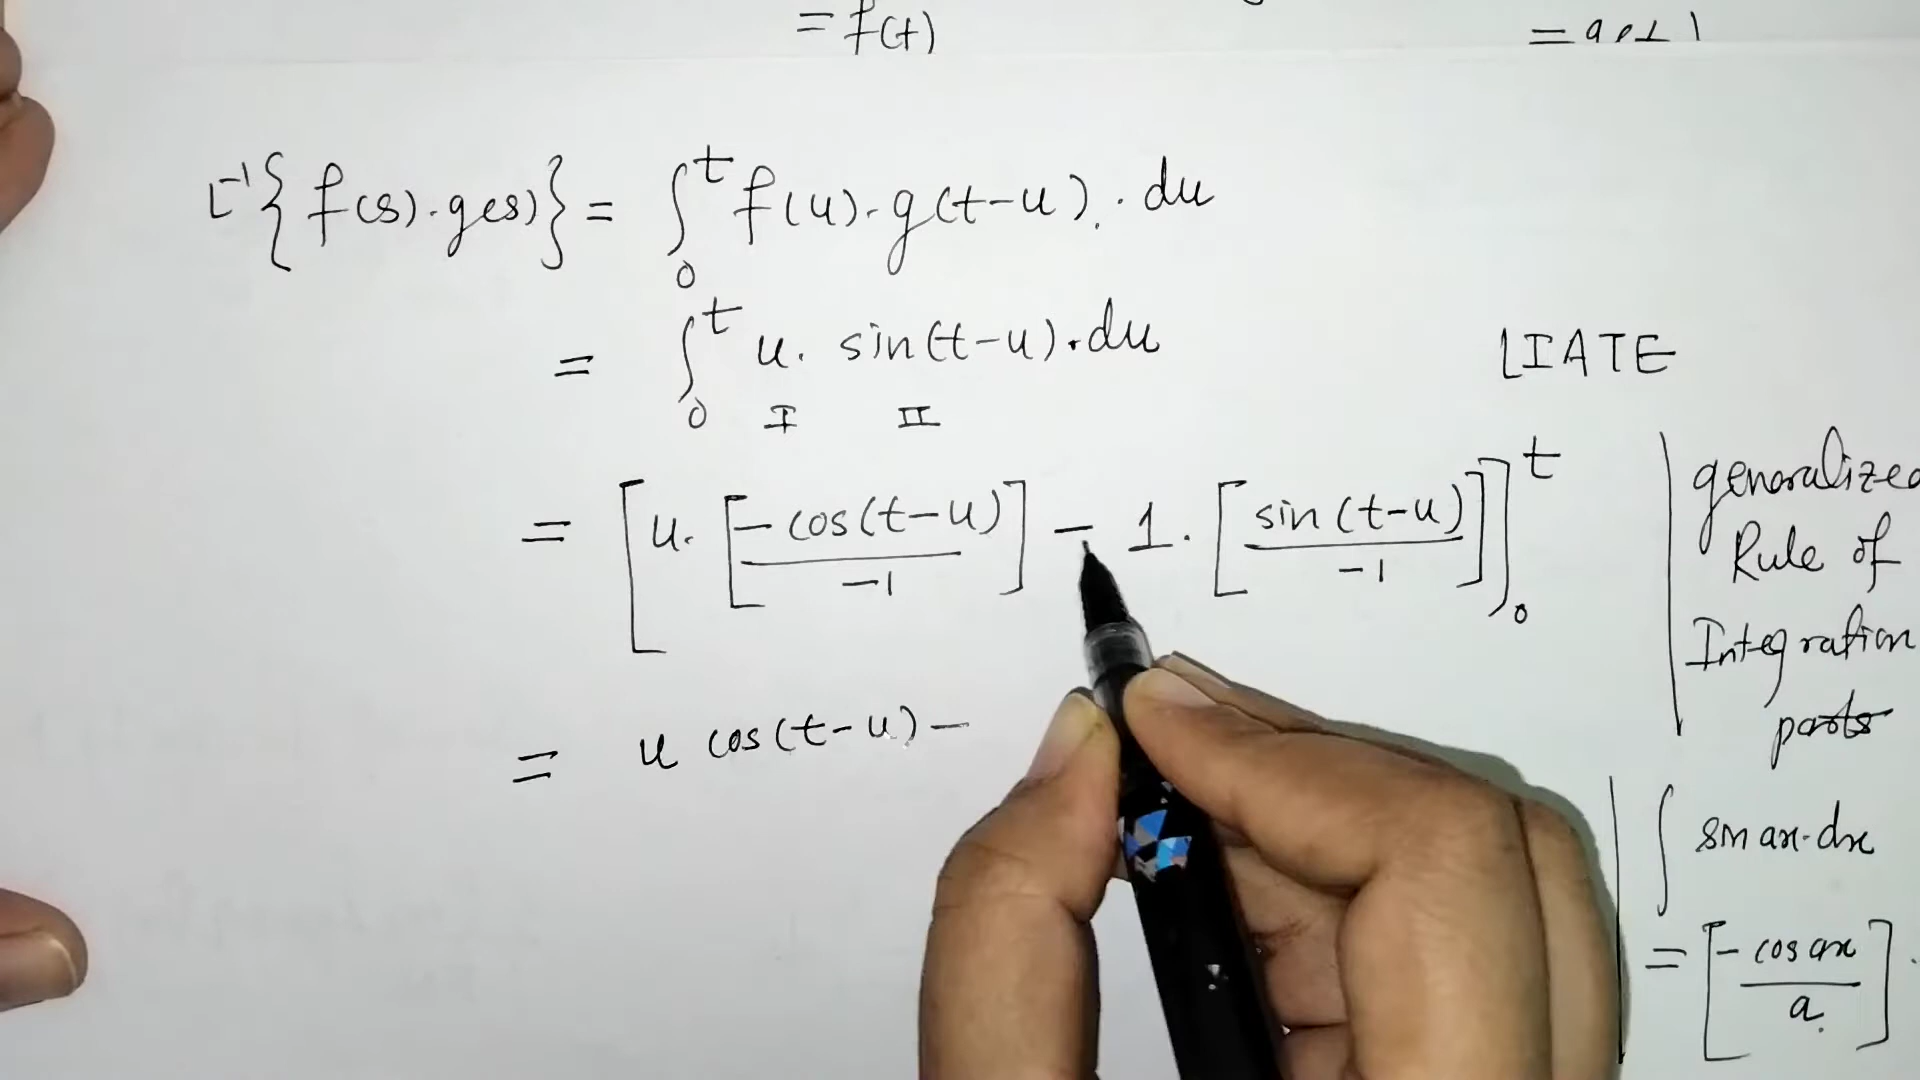 = f(t)
L⁻¹{ f(s)·g(s) } = ∫₀ᵗ f(u)·g(t-u)·du
= ∫₀ᵗ u· sin(t-u)·du
I II
LIATE
= [ u· [ -cos(t-u) / -1 ] - 1· [ sin(t-u) / -1 ] ]₀ᵗ
= u cos(t-u) -
generalized
Rule of
Integration
parts
∫ sin ax·dx
= [ -cos ax / a ]